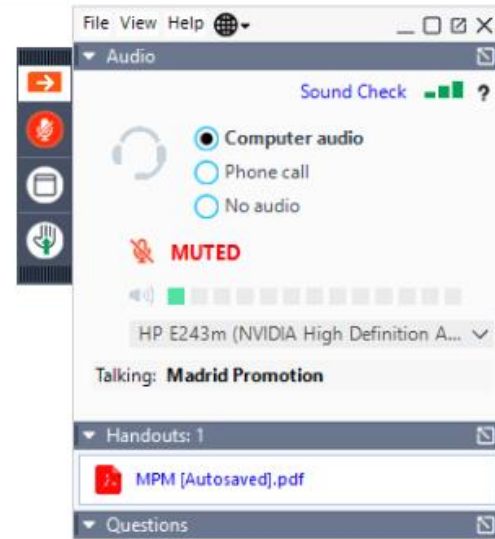 File View Help
Audio
Sound Check ?
Computer audio
Phone call
No audio
MUTED
HP E243m (NVIDIA High Definition A...
Talking: Madrid Promotion
Handouts: 1
MPM [Autosaved].pdf
Questions